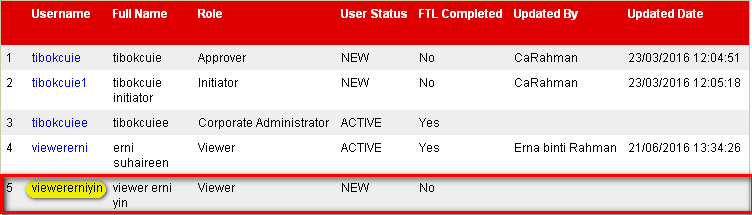 Username Full Name Role User Status FTL Completed Updated By Updated Date
1 tibokcuie tibokcuie Approver NEW No CaRahman 23/03/2016 12:04:51
2 tibokcuie1 tibokcuie Initiator NEW No CaRahman 23/03/2016 12:05:18
initiator
3 tibokcuiee tibokcuiee Corporate Administrator ACTIVE Yes
4 viewererni erni Viewer ACTIVE Yes Erna binti Rahman 21/06/2016 13:34:26
suhaireen
5 viewererniyin viewer erni Viewer NEW No
yin